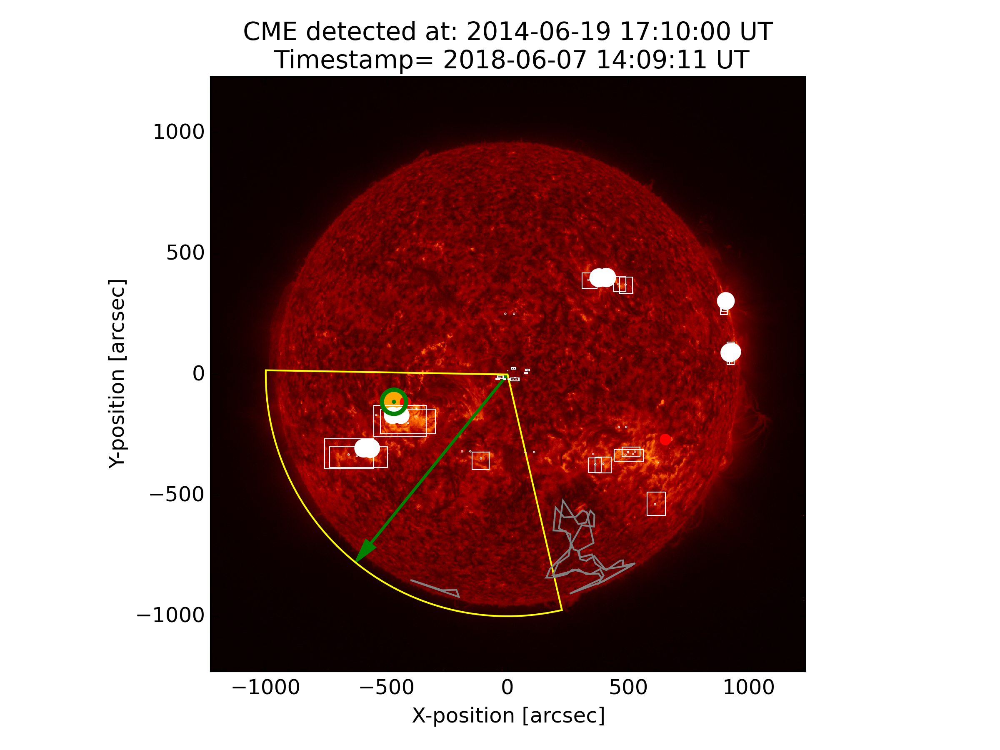 CME detected at: 2014-06-19 17:10:00 UT
Timestamp= 2018-06-07 14:09:11 UT
1000
500
0
−500
−1000
Y-position [arcsec]
−1000 −500 0 500 1000
X-position [arcsec]